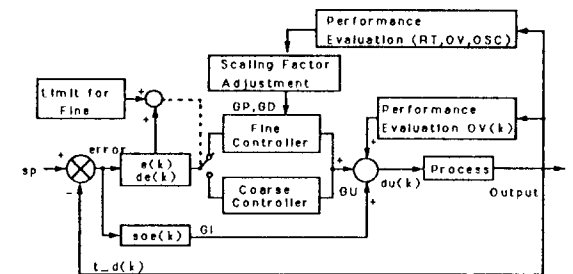 Performance
Evaluation (RT,OV,OSC)
Scaling Factor
Adjustment
Limit for
Fine
+
+
GP,GD
Fine
Controller
Performance
Evaluation OV(k)
error
e(k)
de(k)
sp
+
-
Coarse
Controller
+
+
+
GU
du(k)
Process
Output
soe(k)
GI
t_d(k)